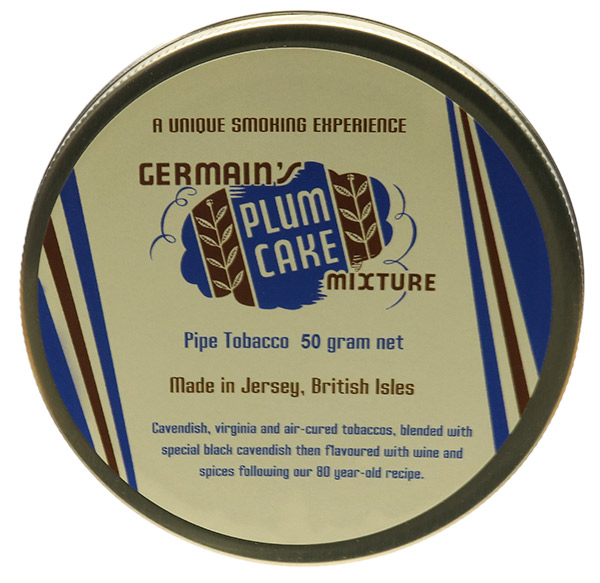 A UNIQUE SMOKING EXPERIENCE
GERMAIN'S
PLUM
CAKE
MIXTURE
Pipe Tobacco 50 gram net
Made in Jersey, British Isles
Cavendish, virginia and air-cured tobaccos, blended with
special black cavendish then flavoured with wine and
spices following our 80 year-old recipe.